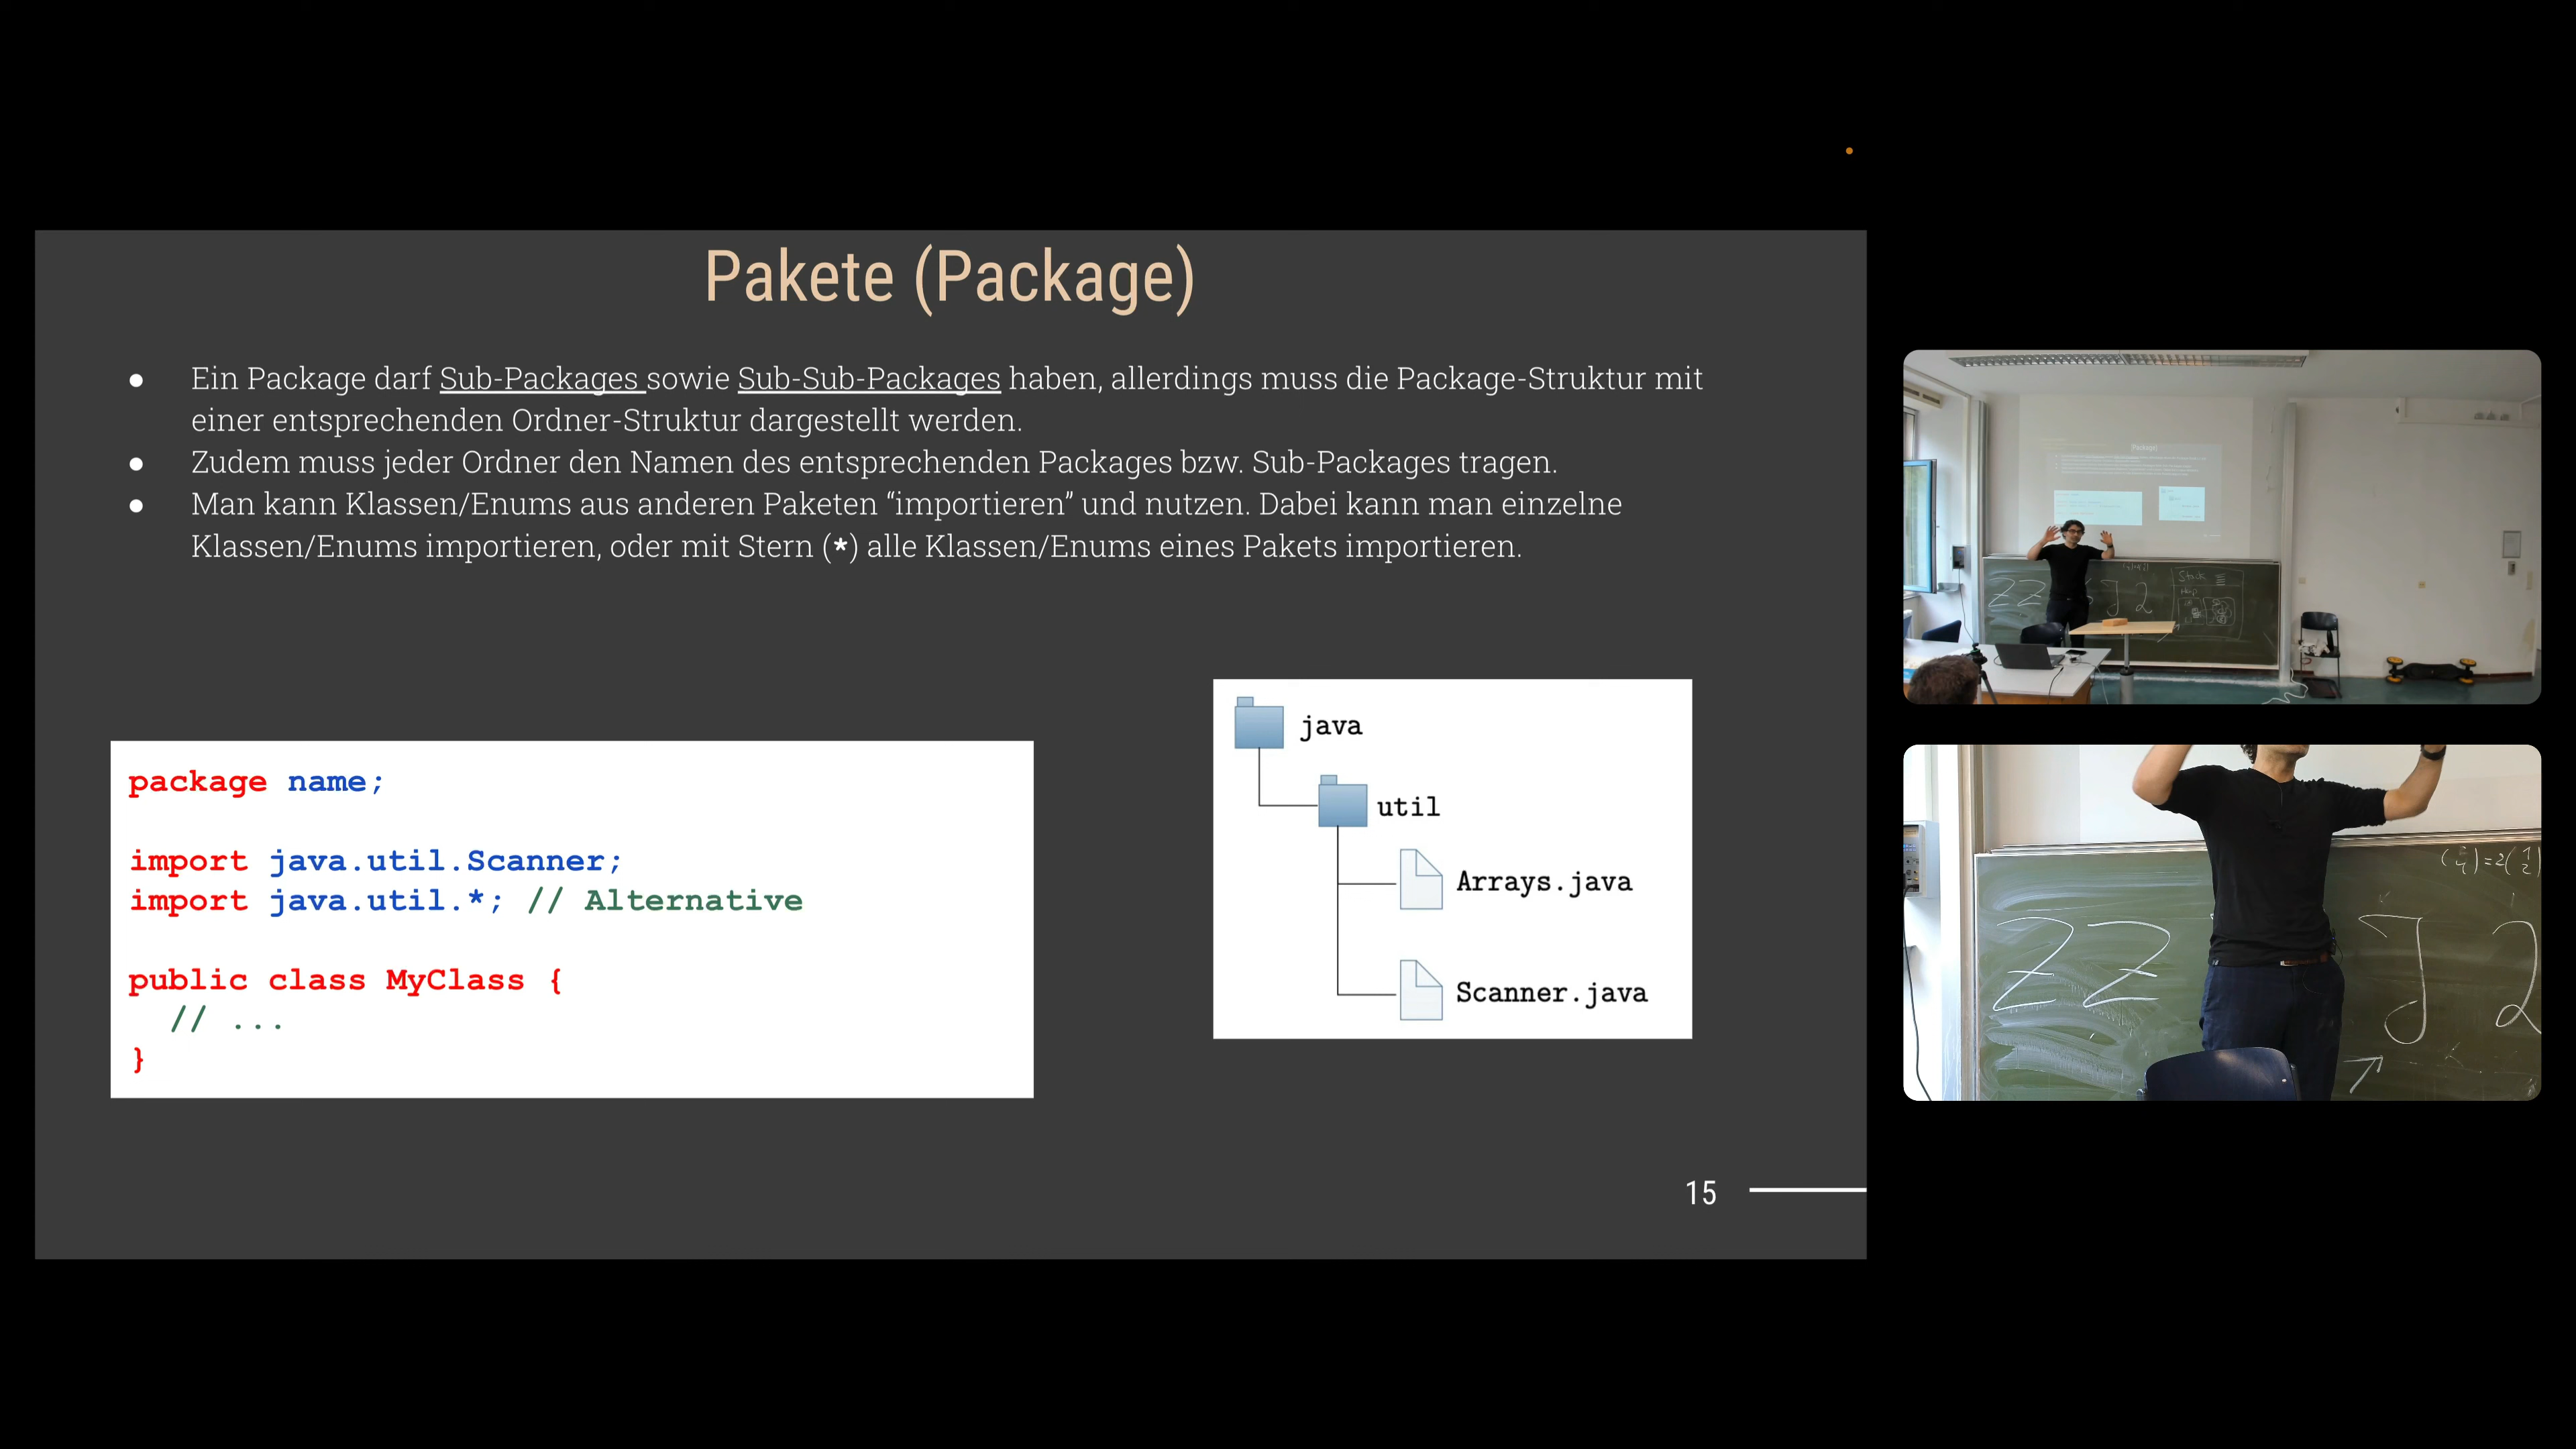 Pakete (Package)
● Ein Package darf Sub-Packages sowie Sub-Sub-Packages haben, allerdings muss die Package-Struktur mit
einer entsprechenden Ordner-Struktur dargestellt werden.
● Zudem muss jeder Ordner den Namen des entsprechenden Packages bzw. Sub-Packages tragen.
● Man kann Klassen/Enums aus anderen Paketen “importieren” und nutzen. Dabei kann man einzelne
Klassen/Enums importieren, oder mit Stern (*) alle Klassen/Enums eines Pakets importieren.
package name;
import java.util.Scanner;
import java.util.*; // Alternative
public class MyClass {
// ...
}
java
util
Arrays.java
Scanner.java
15
Stack
ZZ
J 2